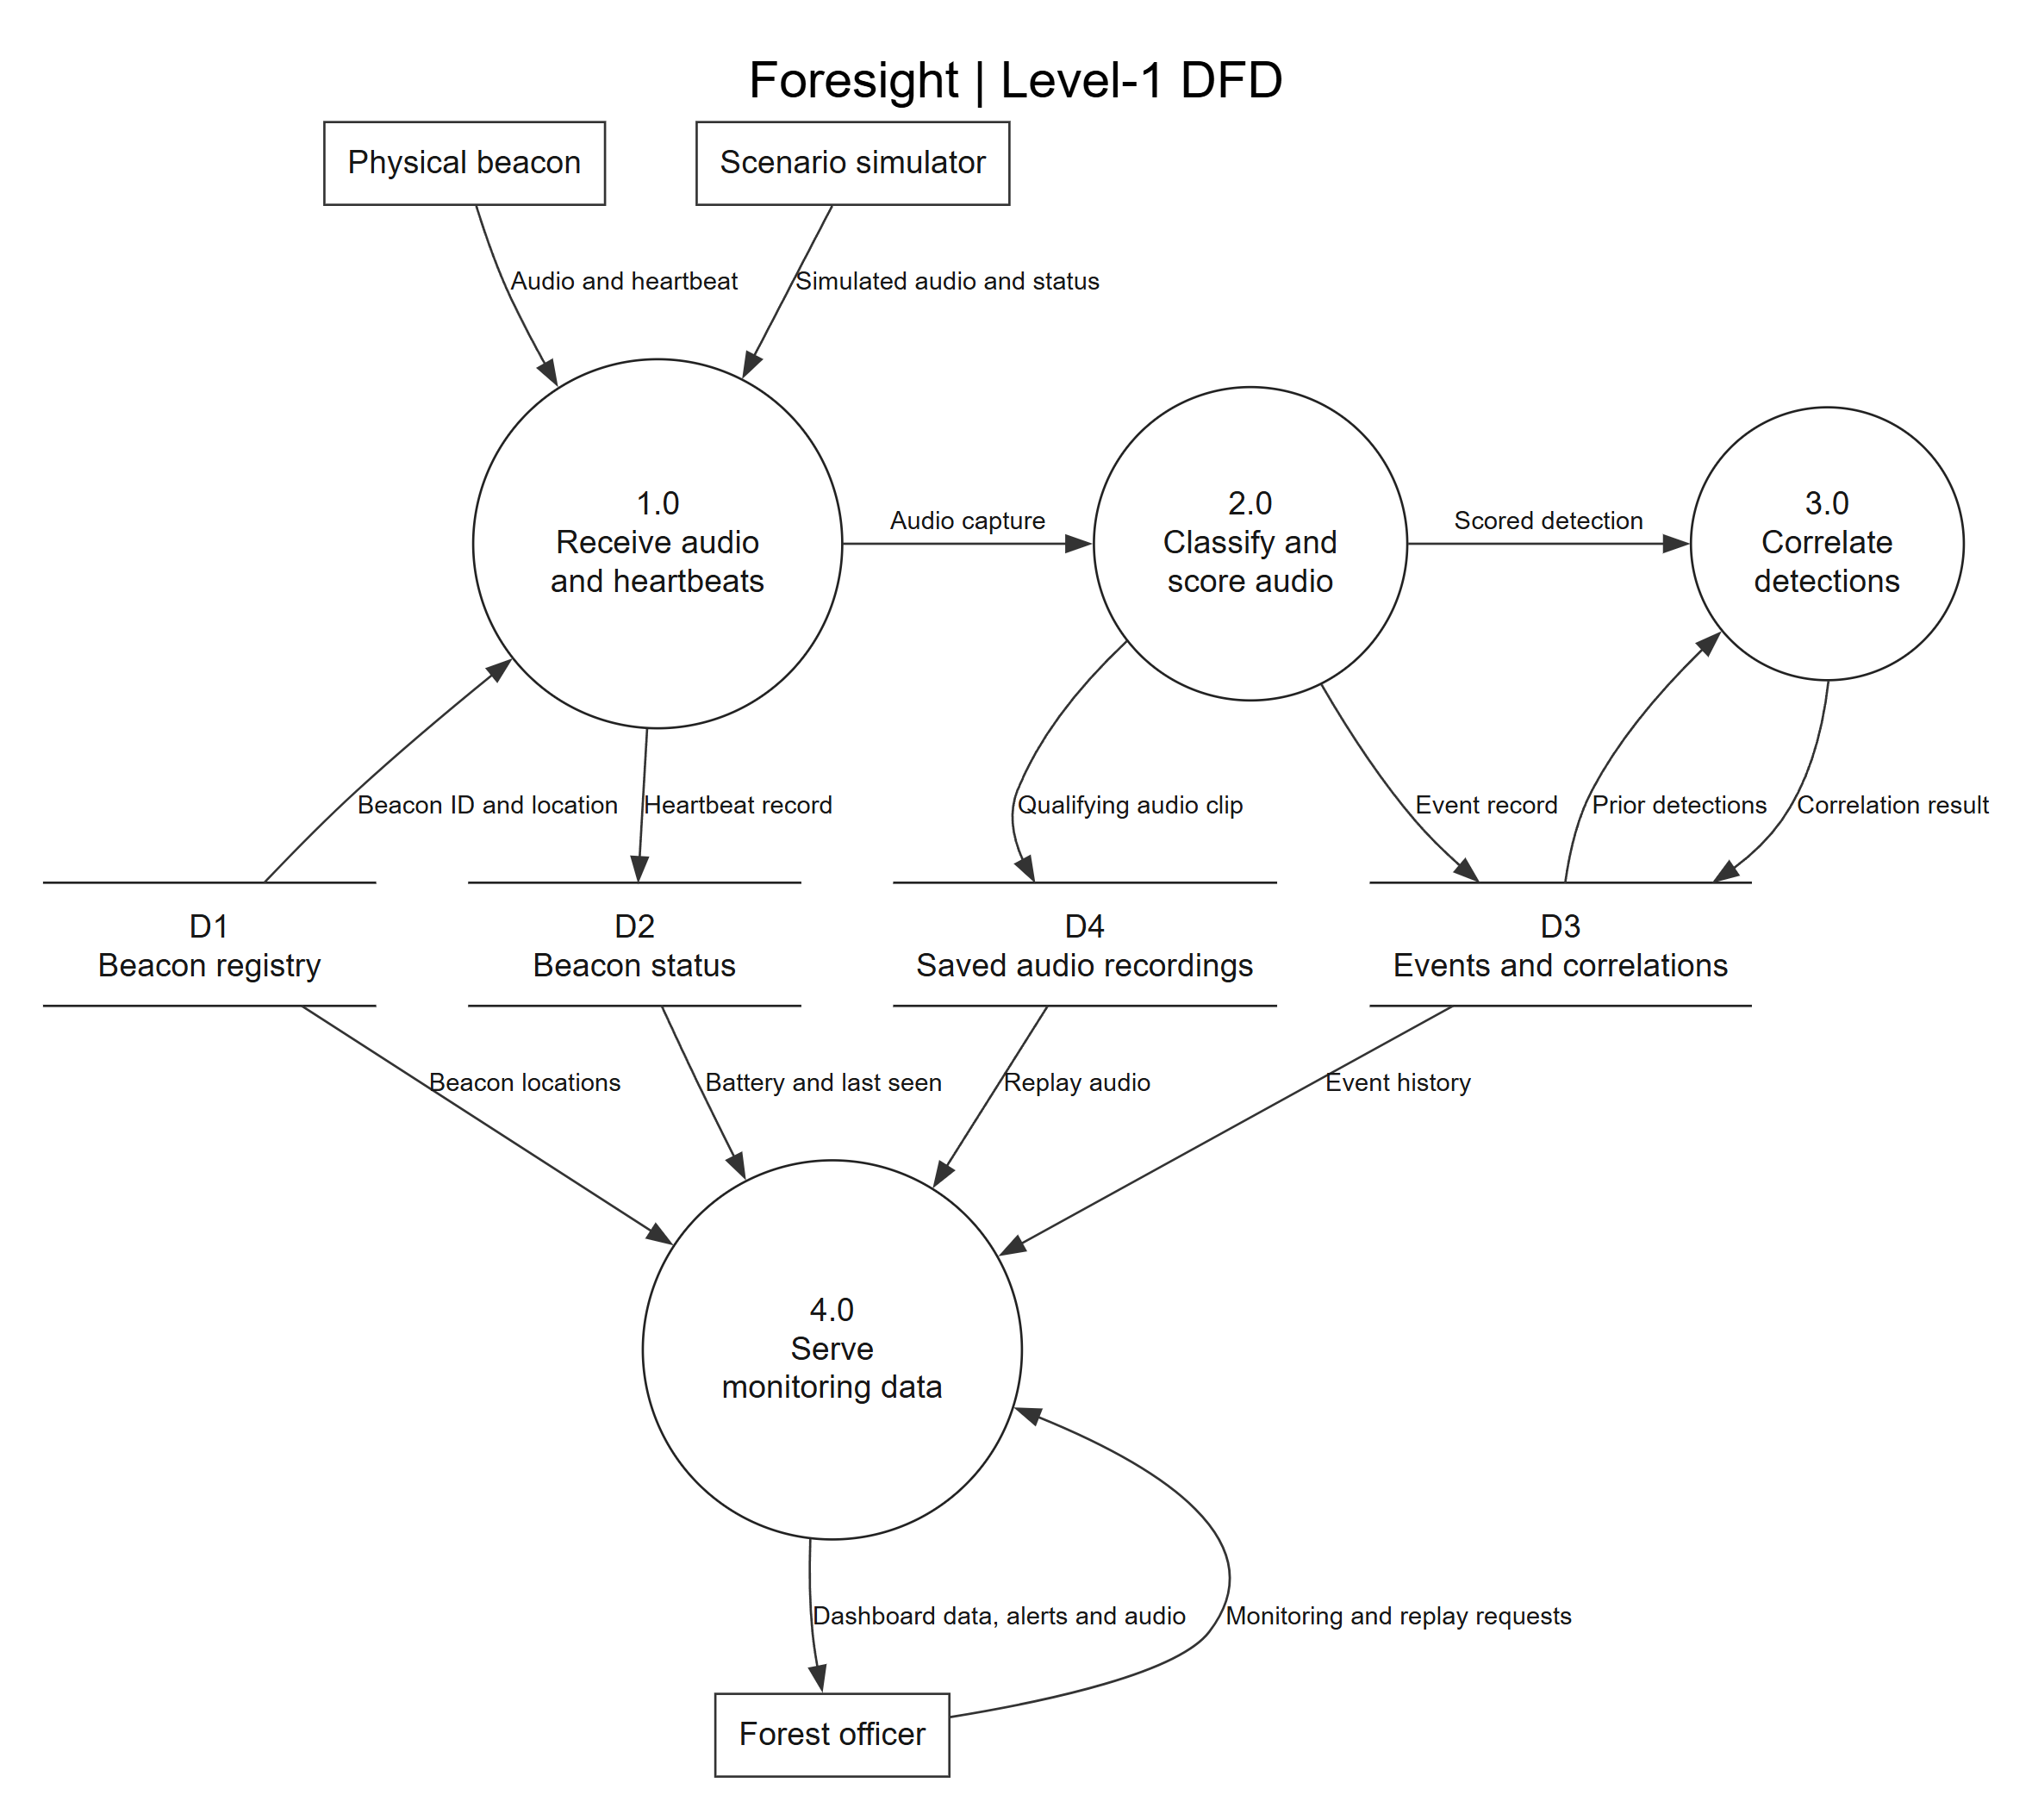 Foresight | Level-1 DFD
Physical beacon
Scenario simulator
Audio and heartbeat
Simulated audio and status
1.0
Receive audio
and heartbeats
Audio capture
2.0
Classify and
score audio
Scored detection
3.0
Correlate
detections
Beacon ID and location
Heartbeat record
Qualifying audio clip
Event record
Prior detections
Correlation result
D1
Beacon registry
D2
Beacon status
D4
Saved audio recordings
D3
Events and correlations
Beacon locations
Battery and last seen
Replay audio
Event history
4.0
Serve
monitoring data
Dashboard data, alerts and audio
Monitoring and replay requests
Forest officer